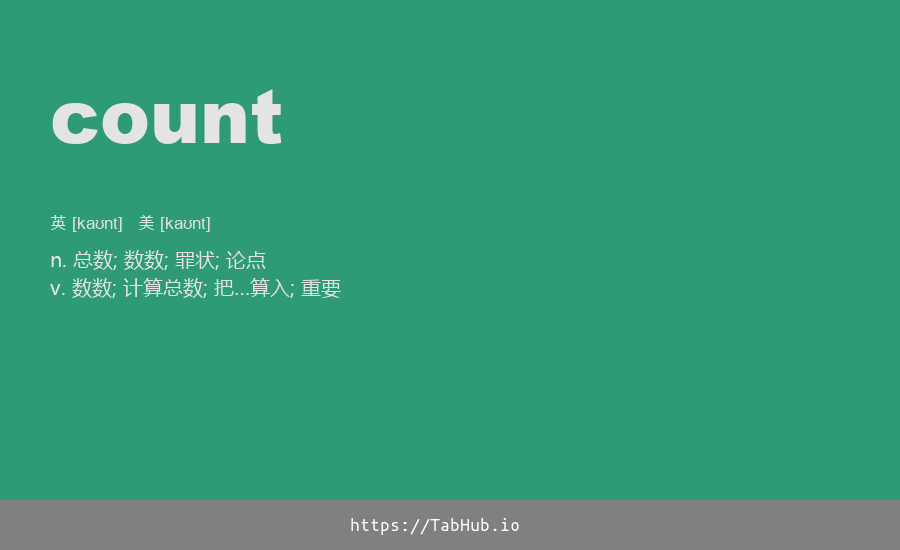 count
英 [kaʊnt] 美 [kaʊnt]
n. 总数; 数数; 罪状; 论点
v. 数数; 计算总数; 把...算入; 重要
https://TabHub.io